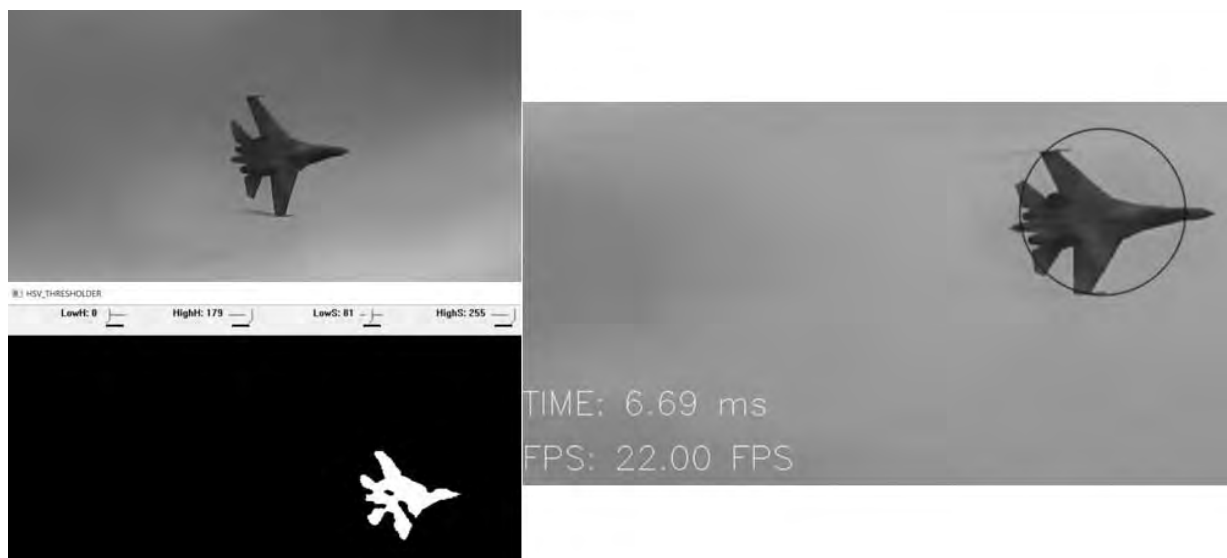 HSV_THRESHOLDER
LowH: 0 HighH: 179 LowS: 81 HighS: 255
TIME: 6.69 ms
FPS: 22.00 FPS